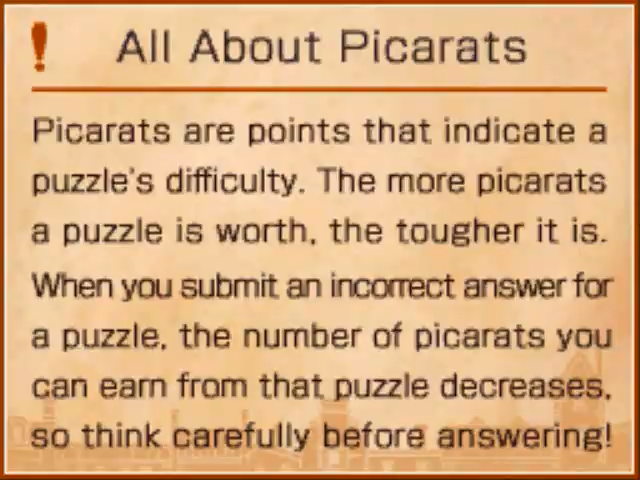 All About Picarats
Picarats are points that indicate a
puzzle's difficulty. The more picarats
a puzzle is worth, the tougher it is.
When you submit an incorrect answer for
a puzzle, the number of picarats you
can earn from that puzzle decreases,
so think carefully before answering!